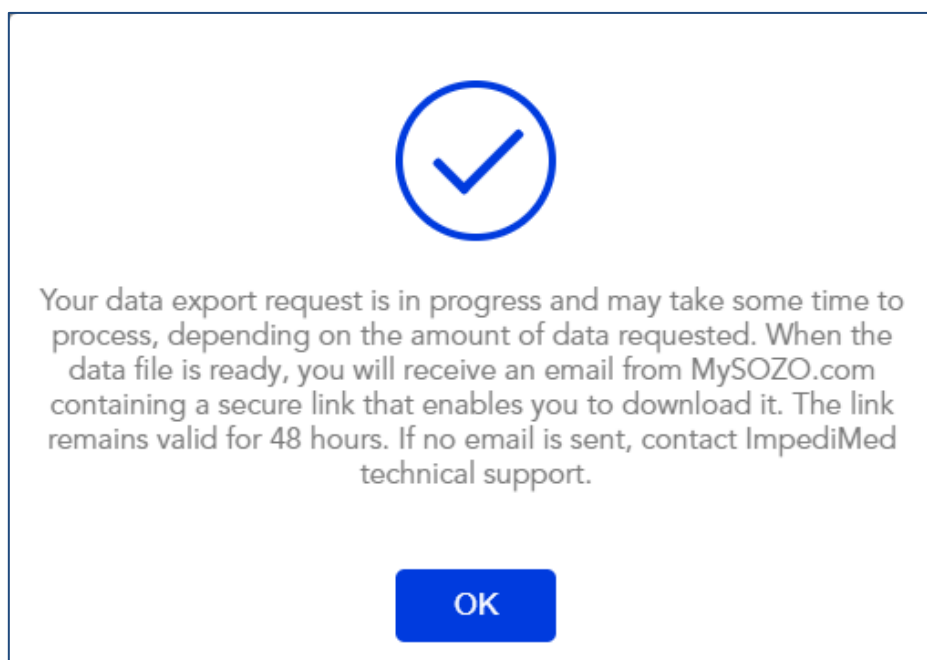 Your data export request is in progress and may take some time to
process, depending on the amount of data requested. When the
data file is ready, you will receive an email from MySOZO.com
containing a secure link that enables you to download it. The link
remains valid for 48 hours. If no email is sent, contact ImpediMed
technical support.
OK